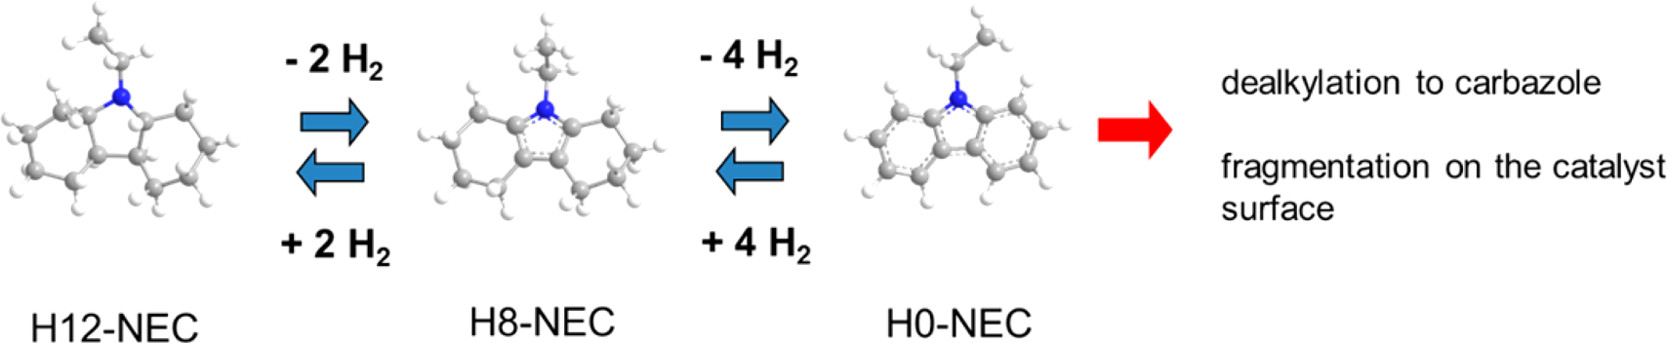 - 2 H₂
+ 2 H₂
- 4 H₂
+ 4 H₂
dealkylation to carbazole
fragmentation on the catalyst
surface
H12-NEC
H8-NEC
H0-NEC